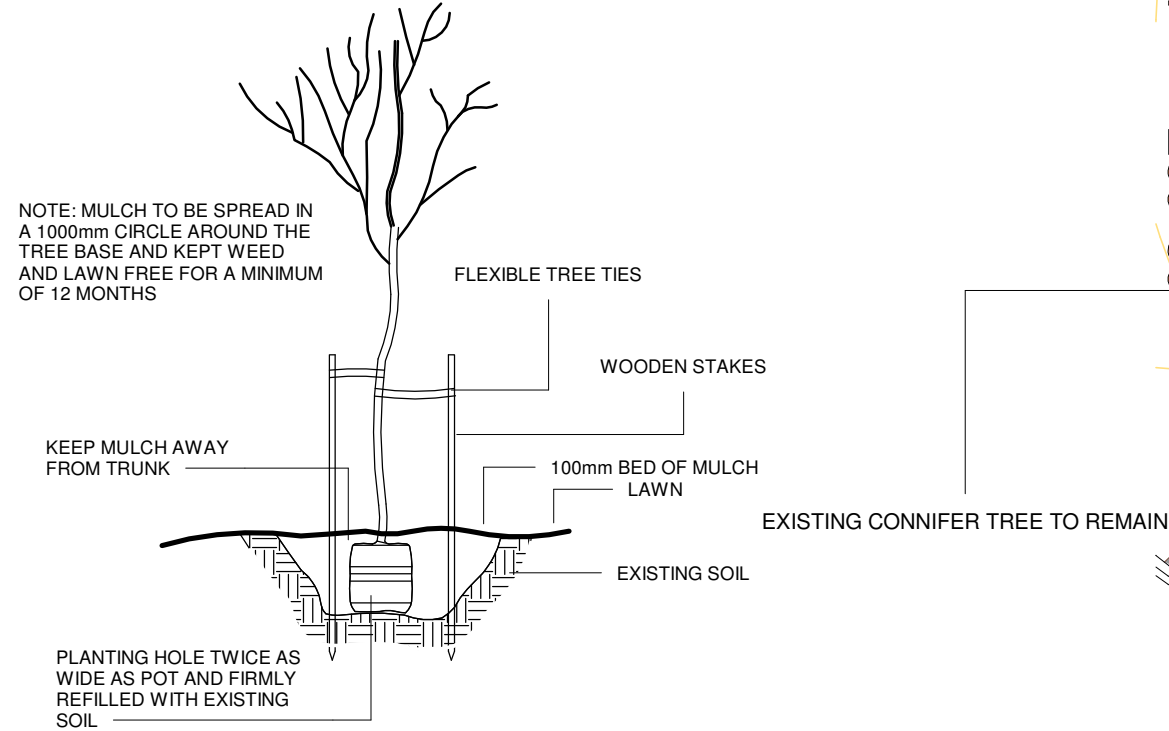 NOTE: MULCH TO BE SPREAD IN
A 1000mm CIRCLE AROUND THE
TREE BASE AND KEPT WEED
AND LAWN FREE FOR A MINIMUM
OF 12 MONTHS
FLEXIBLE TREE TIES
WOODEN STAKES
KEEP MULCH AWAY
FROM TRUNK
100mm BED OF MULCH
LAWN
EXISTING CONNIFER TREE TO REMAIN
EXISTING SOIL
PLANTING HOLE TWICE AS
WIDE AS POT AND FIRMLY
REFILLED WITH EXISTING
SOIL